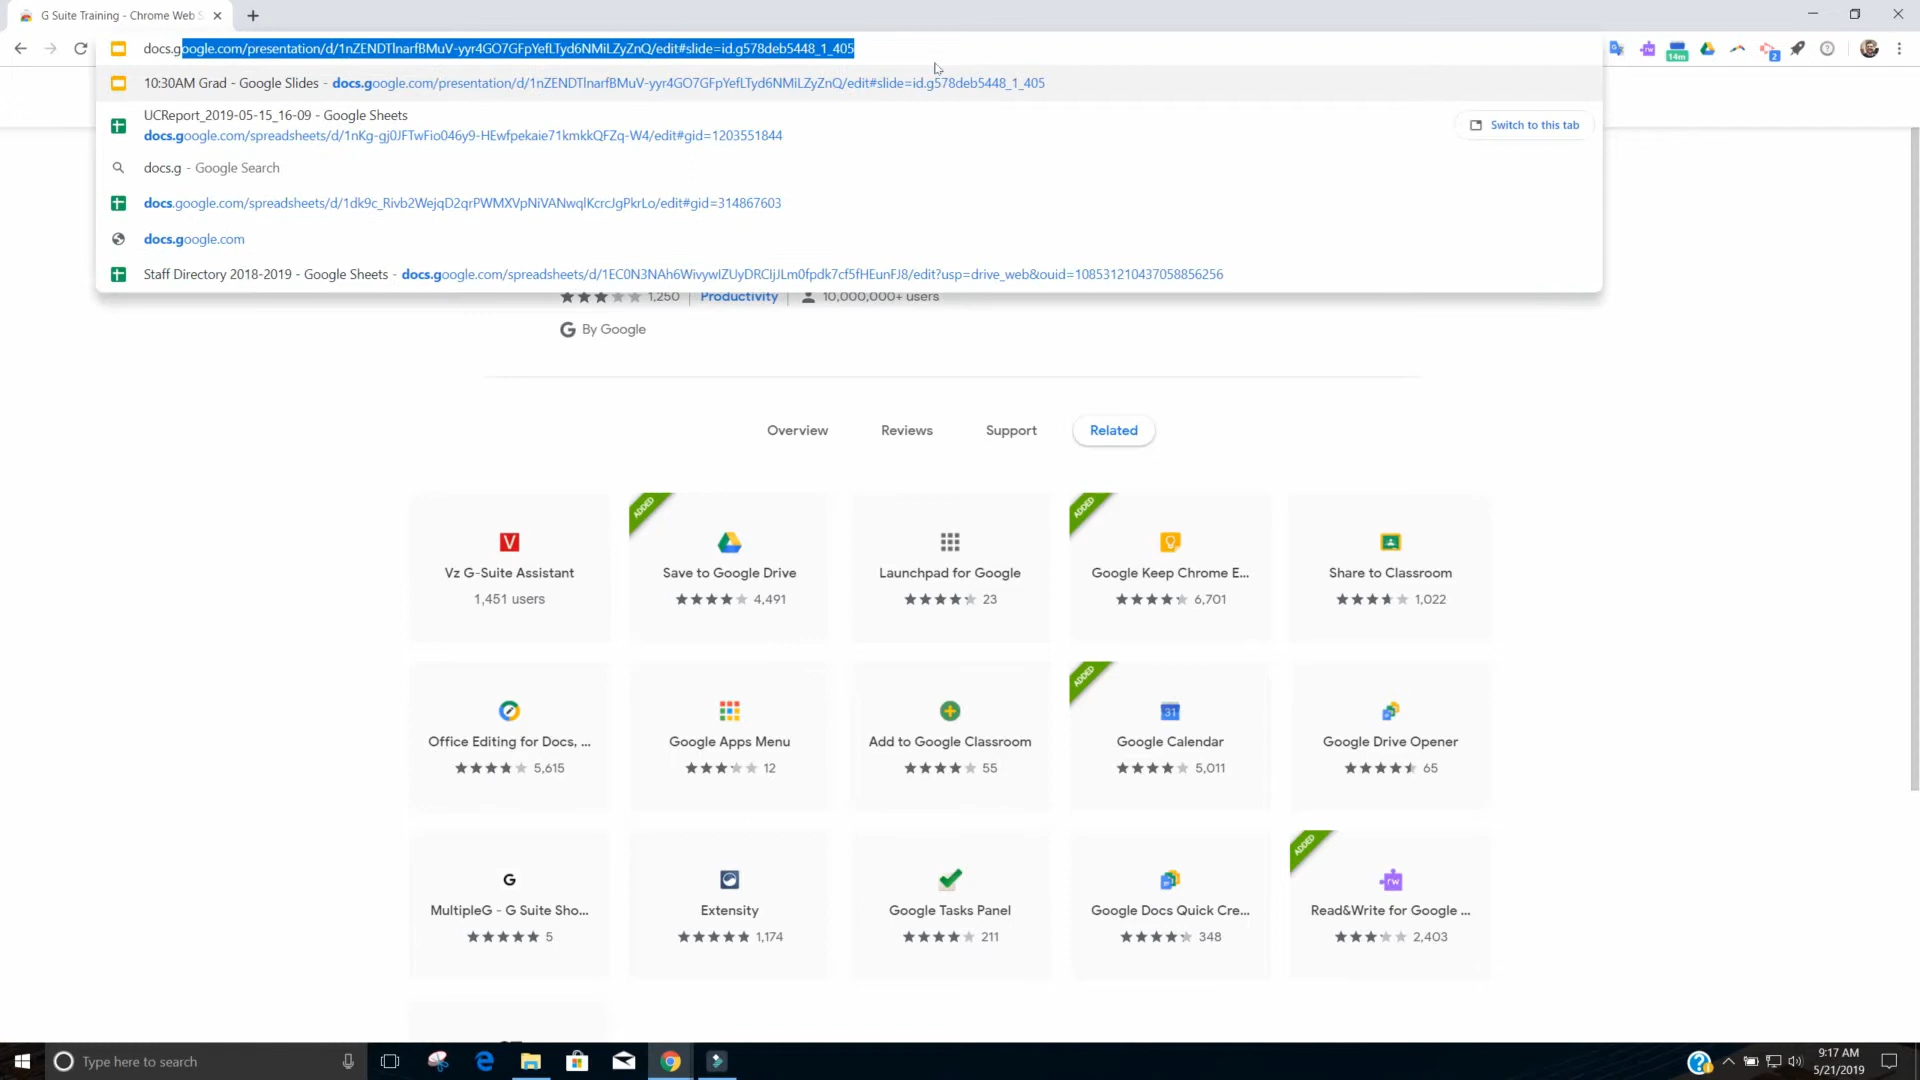 G Suite Training - Chrome Web S
docs.google.com/presentation/d/1nZENDTlnarfBMuV-yyr4GO7GFpYefLTyd6NMiLZyZnQ/edit#slide=id.g578deb5448_1_405
14m
2
10:30AM Grad - Google Slides - docs.google.com/presentation/d/1nZENDTlnarfBMuV-yyr4GO7GFpYefLTyd6NMiLZyZnQ/edit#slide=id.g578deb5448_1_405
UCReport_2019-05-15_16-09 - Google Sheets
docs.google.com/spreadsheets/d/1nKg-gj0JFTwFio046y9-HEwfpekaie71kmkkQFZq-W4/edit#gid=1203551844
Switch to this tab
docs.g - Google Search
docs.google.com/spreadsheets/d/1dk9c_Rivb2WejqD2qrPWMXVpNiVANwqlKcrcJgPkrLo/edit#gid=314867603
docs.google.com
Staff Directory 2018-2019 - Google Sheets - docs.google.com/spreadsheets/d/1EC0N3NAh6WivywIZUyDRCIjJLm0fpdk7cf5fHEunFJ8/edit?usp=drive_web&ouid=108531210437058856256
1,250 Productivity 10,000,000+ users
By Google
Overview Reviews Support Related
ADDED ADDED
Vz G-Suite Assistant Save to Google Drive Launchpad for Google Google Keep Chrome E... Share to Classroom
1,451 users 4,491 23 6,701 1,022
ADDED
31
Office Editing for Docs, ... Google Apps Menu Add to Google Classroom Google Calendar Google Drive Opener
5,615 12 55 5,011 65
ADDED
rw
MultipleG - G Suite Sho... Extensity Google Tasks Panel Google Docs Quick Cre... Read&Write for Google ...
5 1,174 211 348 2,403
Type here to search
9:17 AM
5/21/2019